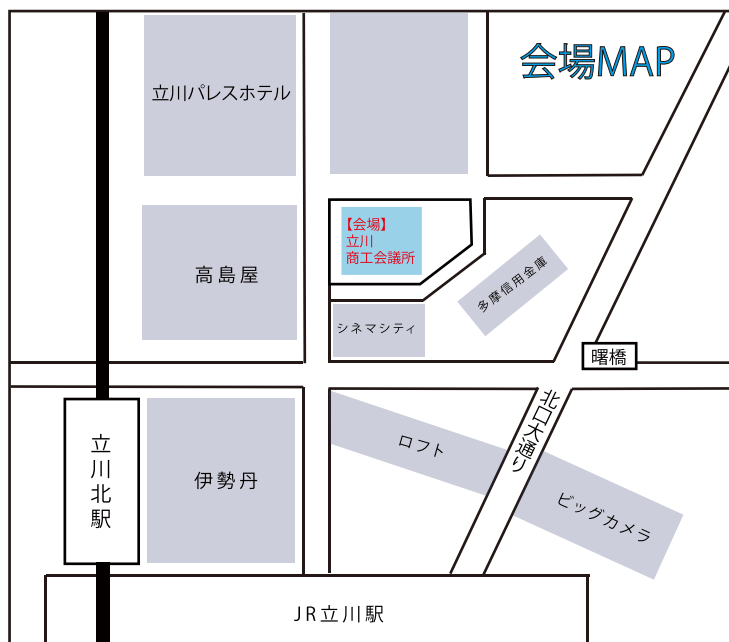 会場MAP
立川パレスホテル
【会場】
立川
商工会議所
高島屋
多摩信用金庫
シネマシティ
曙橋
北口大通り
立川北駅
伊勢丹
ロフト
ビッグカメラ
JR立川駅